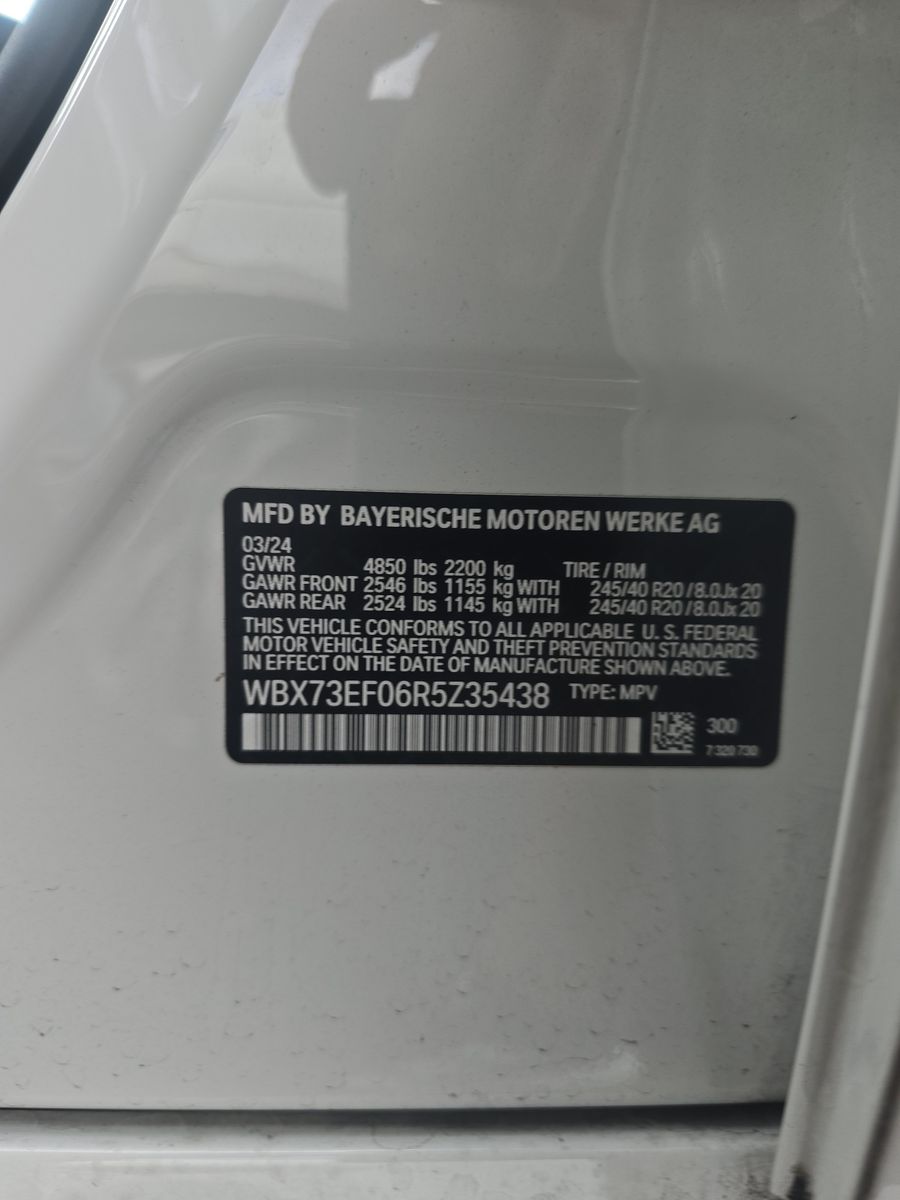 MFD BY BAYERISCHE MOTOREN WERKE AG
03/24
GVWR 4850 lbs 2200 kg TIRE / RIM
GAWR FRONT 2546 lbs 1155 kg WITH 245/40 R20 / 8.0Jx20
GAWR REAR 2524 lbs 1145 kg WITH 245/40 R20 / 8.0Jx20
THIS VEHICLE CONFORMS TO ALL APPLICABLE U. S. FEDERAL
MOTOR VEHICLE SAFETY AND THEFT PREVENTION STANDARDS
IN EFFECT ON THE DATE OF MANUFACTURE SHOWN ABOVE.
WBX73EF06R5Z35438 TYPE: MPV
300
7 320 730